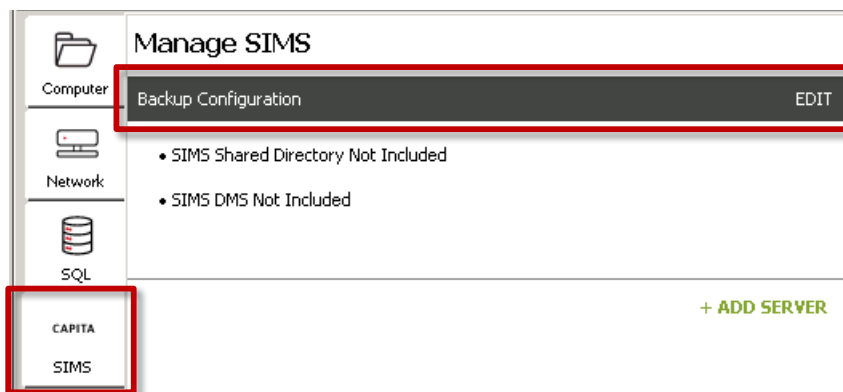 Manage SIMS
Computer
Backup Configuration EDIT
• SIMS Shared Directory Not Included
Network
• SIMS DMS Not Included
SQL
+ ADD SERVER
CAPITA
SIMS